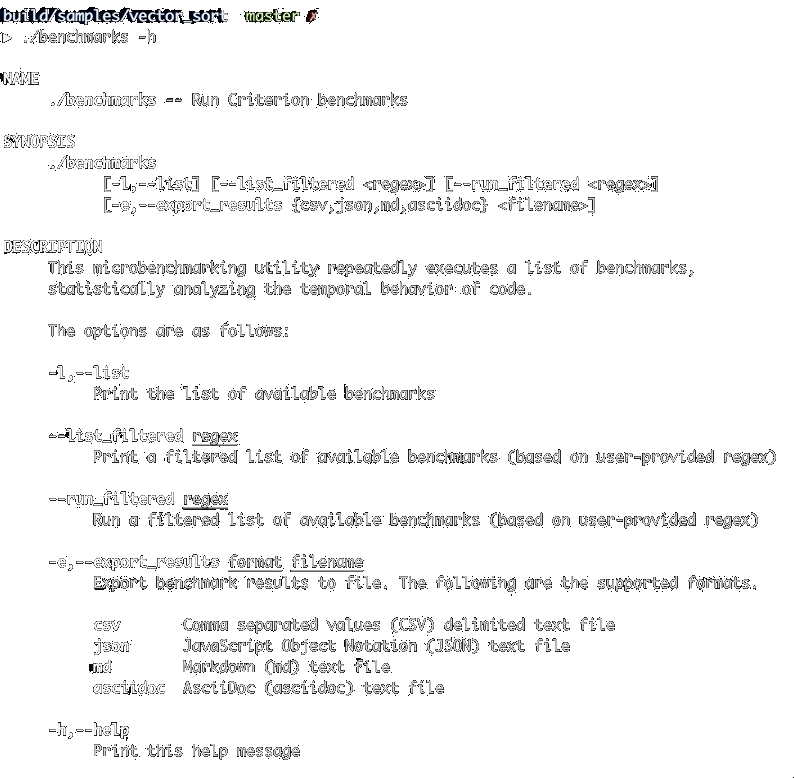 build/samples/vector_sort master ✗
> ./benchmarks -h
NAME
./benchmarks -- Run Criterion benchmarks
SYNOPSIS
./benchmarks
[-l,--list] [--list_filtered <regex>] [--run_filtered <regex>]
[-e,--export_results {csv,json,md,asciidoc} <filename>]
DESCRIPTION
This microbenchmarking utility repeatedly executes a list of benchmarks,
statistically analyzing the temporal behavior of code.
The options are as follows:
-l,--list
Print the list of available benchmarks
--list_filtered regex
Print a filtered list of available benchmarks (based on user-provided regex)
--run_filtered regex
Run a filtered list of available benchmarks (based on user-provided regex)
-e,--export_results format filename
Export benchmark results to file. The following are the supported formats.
csv Comma separated values (CSV) delimited text file
json JavaScript Object Notation (JSON) text file
md Markdown (md) text file
asciidoc AsciiDoc (asciidoc) text file
-h,--help
Print this help message